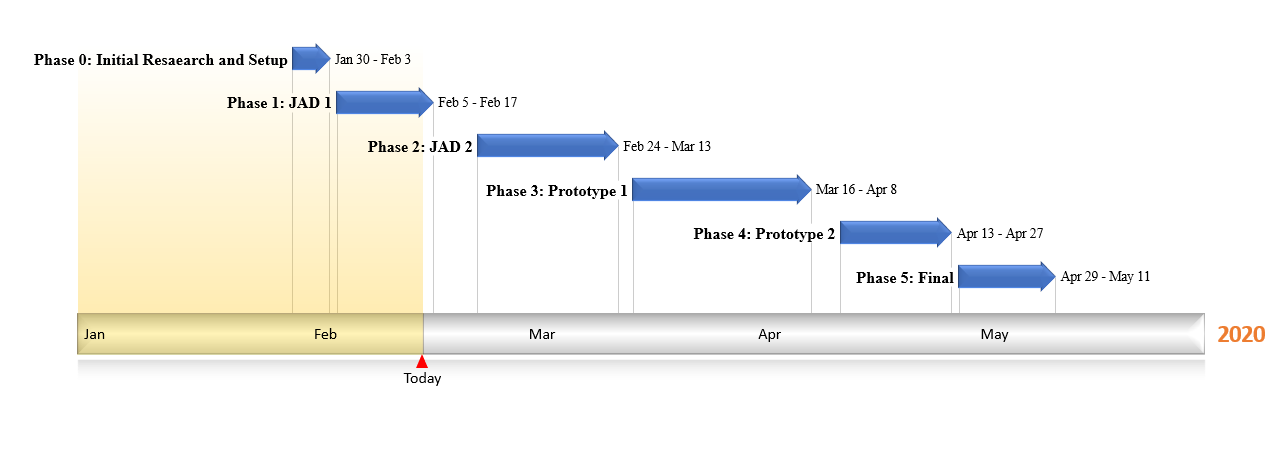 Phase 0: Initial Resaearch and Setup Jan 30 - Feb 3
Phase 1: JAD 1 Feb 5 - Feb 17
Phase 2: JAD 2 Feb 24 - Mar 13
Phase 3: Prototype 1 Mar 16 - Apr 8
Phase 4: Prototype 2 Apr 13 - Apr 27
Phase 5: Final Apr 29 - May 11
Jan Feb Mar Apr May 2020
Today